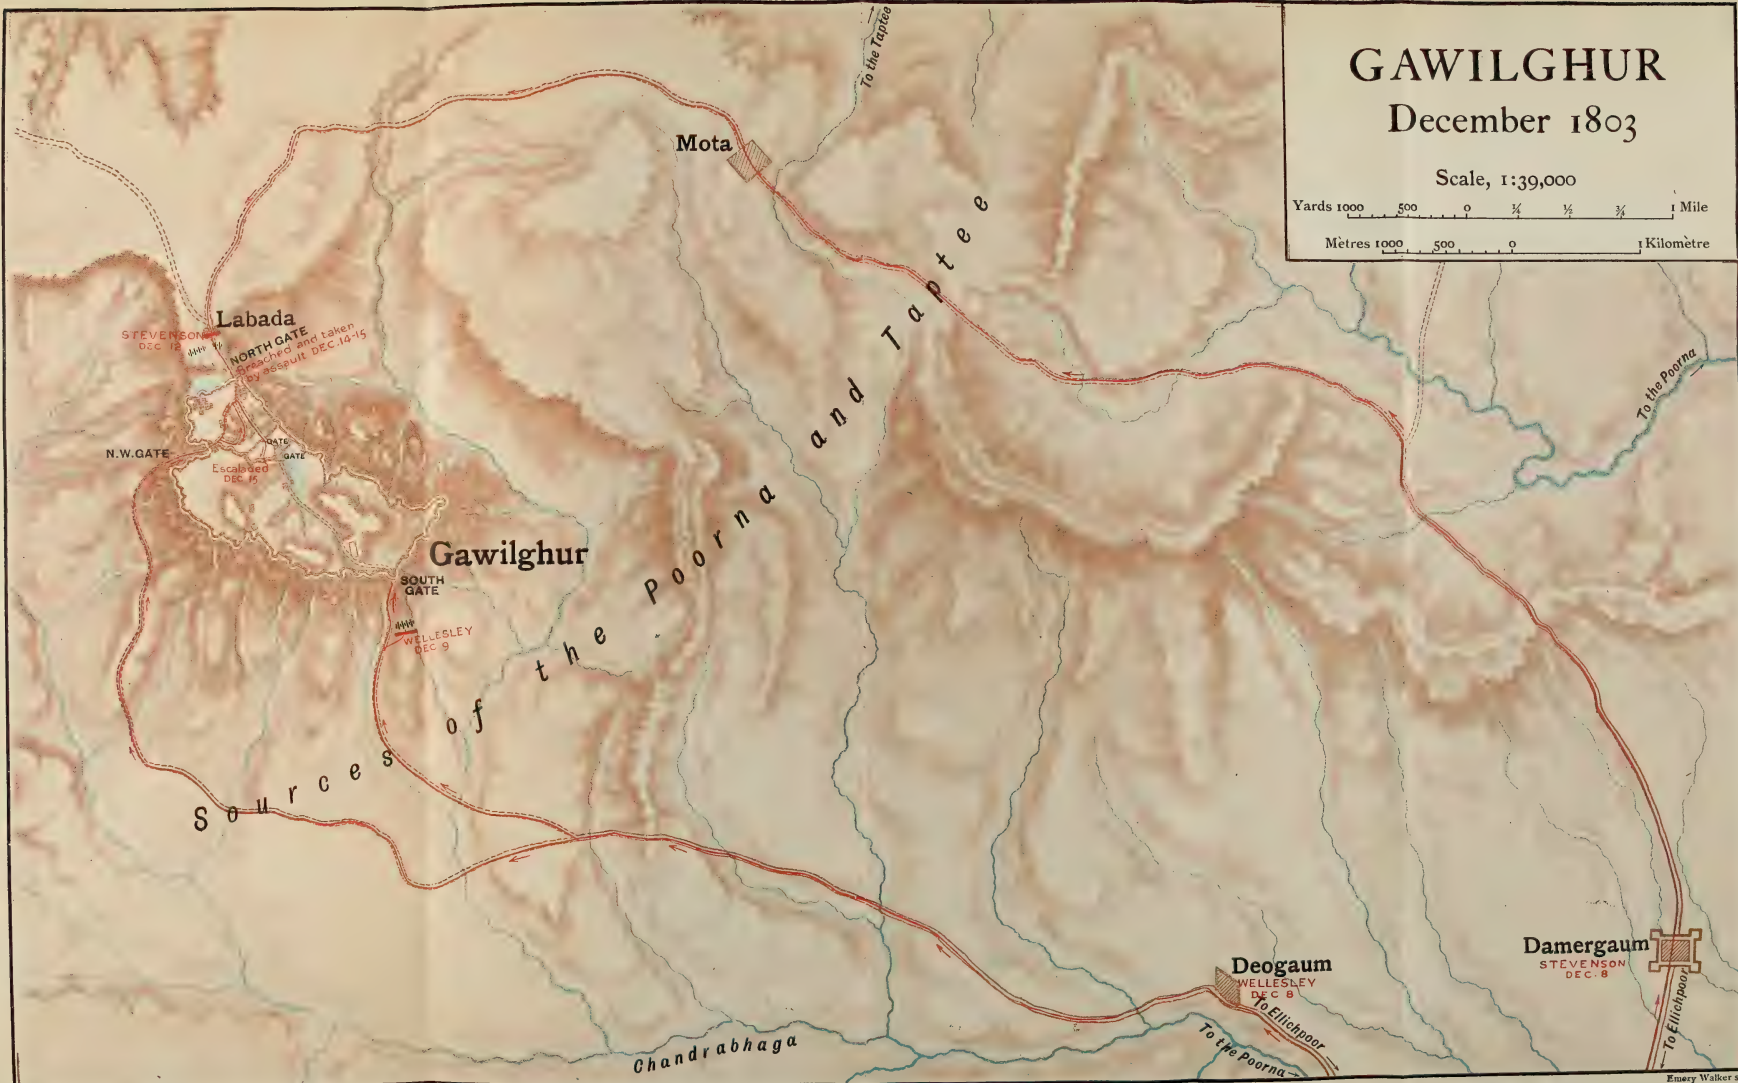 GAWILGHUR
December 1803
Scale, 1:39,000
Yards 1000 500 0 ¼ ½ ¾ 1 Mile
Mètres 1000 500 0 1 Kilomètre
To the Taptee
Mota
Labada
STEVENSON
DEC 12
NORTH GATE
Breached and taken
by assault DEC.14-15
N.W.GATE
GATE
GATE
Escaladed
DEC 15
Gawilghur
SOUTH
GATE
WELLESLEY
DEC 9
Sources of the Poorna and Taptee
To the Poorna
Damergaum
STEVENSON
DEC. 8
To Ellichpoor
Deogaum
WELLESLEY
DEC 8
To Ellichpoor
To the Poorna
Chandrabhaga
Emery Walker s